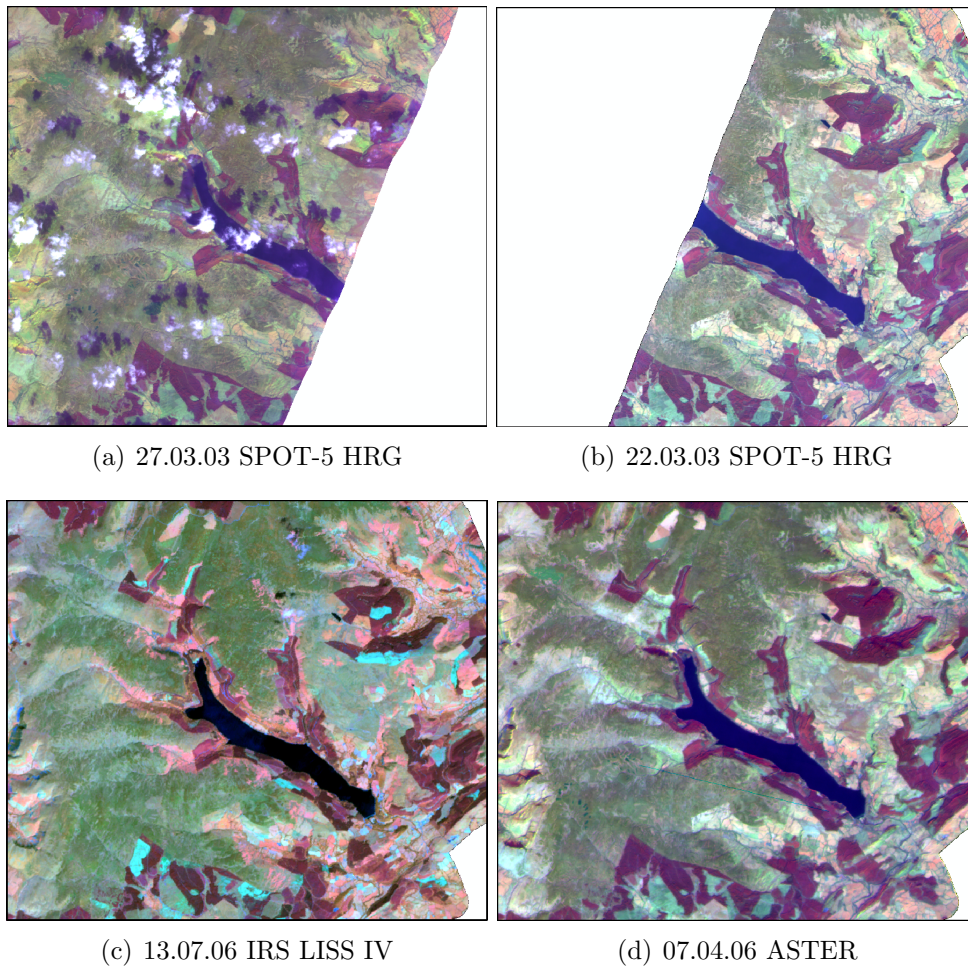 (a) 27.03.03 SPOT-5 HRG
(b) 22.03.03 SPOT-5 HRG
(c) 13.07.06 IRS LISS IV
(d) 07.04.06 ASTER